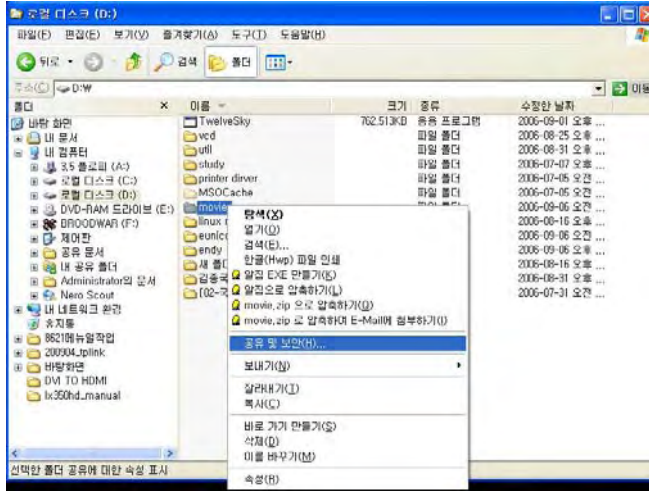 로컬 디스크 (D:)
파일(F) 편집(E) 보기(V) 즐겨찾기(A) 도구(T) 도움말(H)
뒤로 검색 폴더
주소(D) D:₩ 이동
폴더 × 이름 크기 종류 수정한 날짜
바탕 화면
내 문서
내 컴퓨터
3.5 플로피 (A:)
로컬 디스크 (C:)
로컬 디스크 (D:)
DVD-RAM 드라이브 (E:)
BROODWAR (F:)
제어판
공유 문서
내 공유 폴더
Administrator의 문서
Nero Scout
내 네트워크 환경
휴지통
8621메뉴얼작업
200904_tplink
바탕화면
DVI TO HDMI
lx350hd_manual
TwelveSky 762,513KB 응용 프로그램 2006-09-01 오후 ...
vcd 파일 폴더 2006-08-25 오후 ...
util 파일 폴더 2006-08-31 오후 ...
study 파일 폴더 2006-07-07 오후 ...
printer dirver 파일 폴더 2006-07-05 오전 ...
MSOCache 파일 폴더 2006-07-05 오전 ...
movie 2006-09-06 오전 ...
linux 2006-08-16 오후 ...
eunic 2006-09-06 오전 ...
endy 2006-09-06 오후 ...
새 폴 2006-08-16 오후 ...
김종국 2006-08-31 오후 ...
[02- 2006-07-31 오전 ...
탐색(X)
열기(O)
검색(E)...
한글(Hwp) 파일 인쇄
알집 EXE 만들기(K)
알집으로 압축하기(L)
movie.zip 으로 압축하기(Q)
movie.zip 로 압축하여 E-Mail에 첨부하기(I)
공유 및 보안(H)...
보내기(N)
잘라내기(T)
복사(C)
바로 가기 만들기(S)
삭제(D)
이름 바꾸기(M)
속성(R)
선택한 폴더 공유에 대한 속성 표시